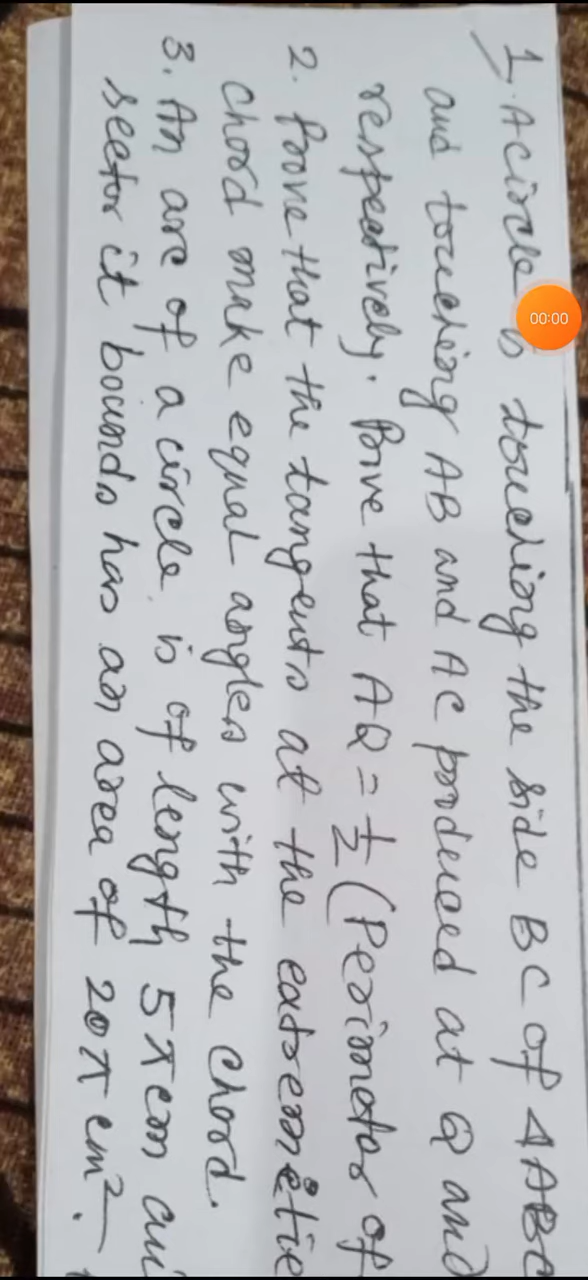 1. A circle is touching the side BC of ΔABC
and touching AB and AC produced at Q and
respectively. Prove that AQ = 1/2 (Perimeter of
2. Prove that the tangents at the extremitie
chord make equal angles with the chord.
3. An arc of a circle is of length 5π cm an
sector it bounds has an area of 20π cm².
00:00